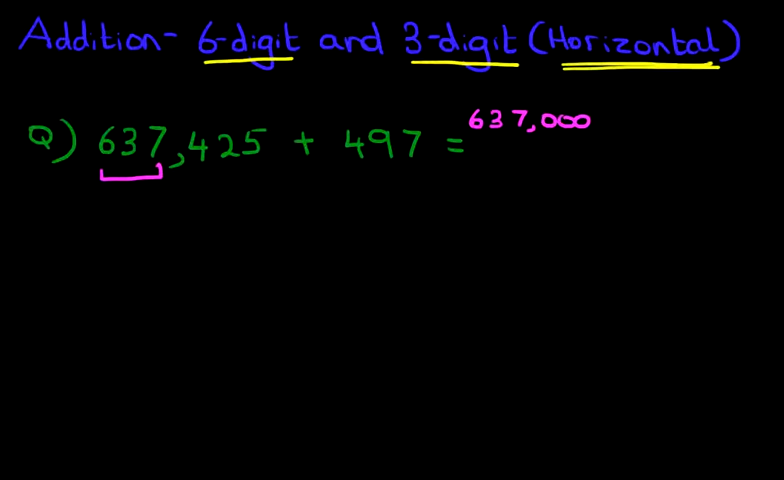 Addition- 6-digit and 3-digit (Horizontal)
Q) 637,425 + 497 = 637,000